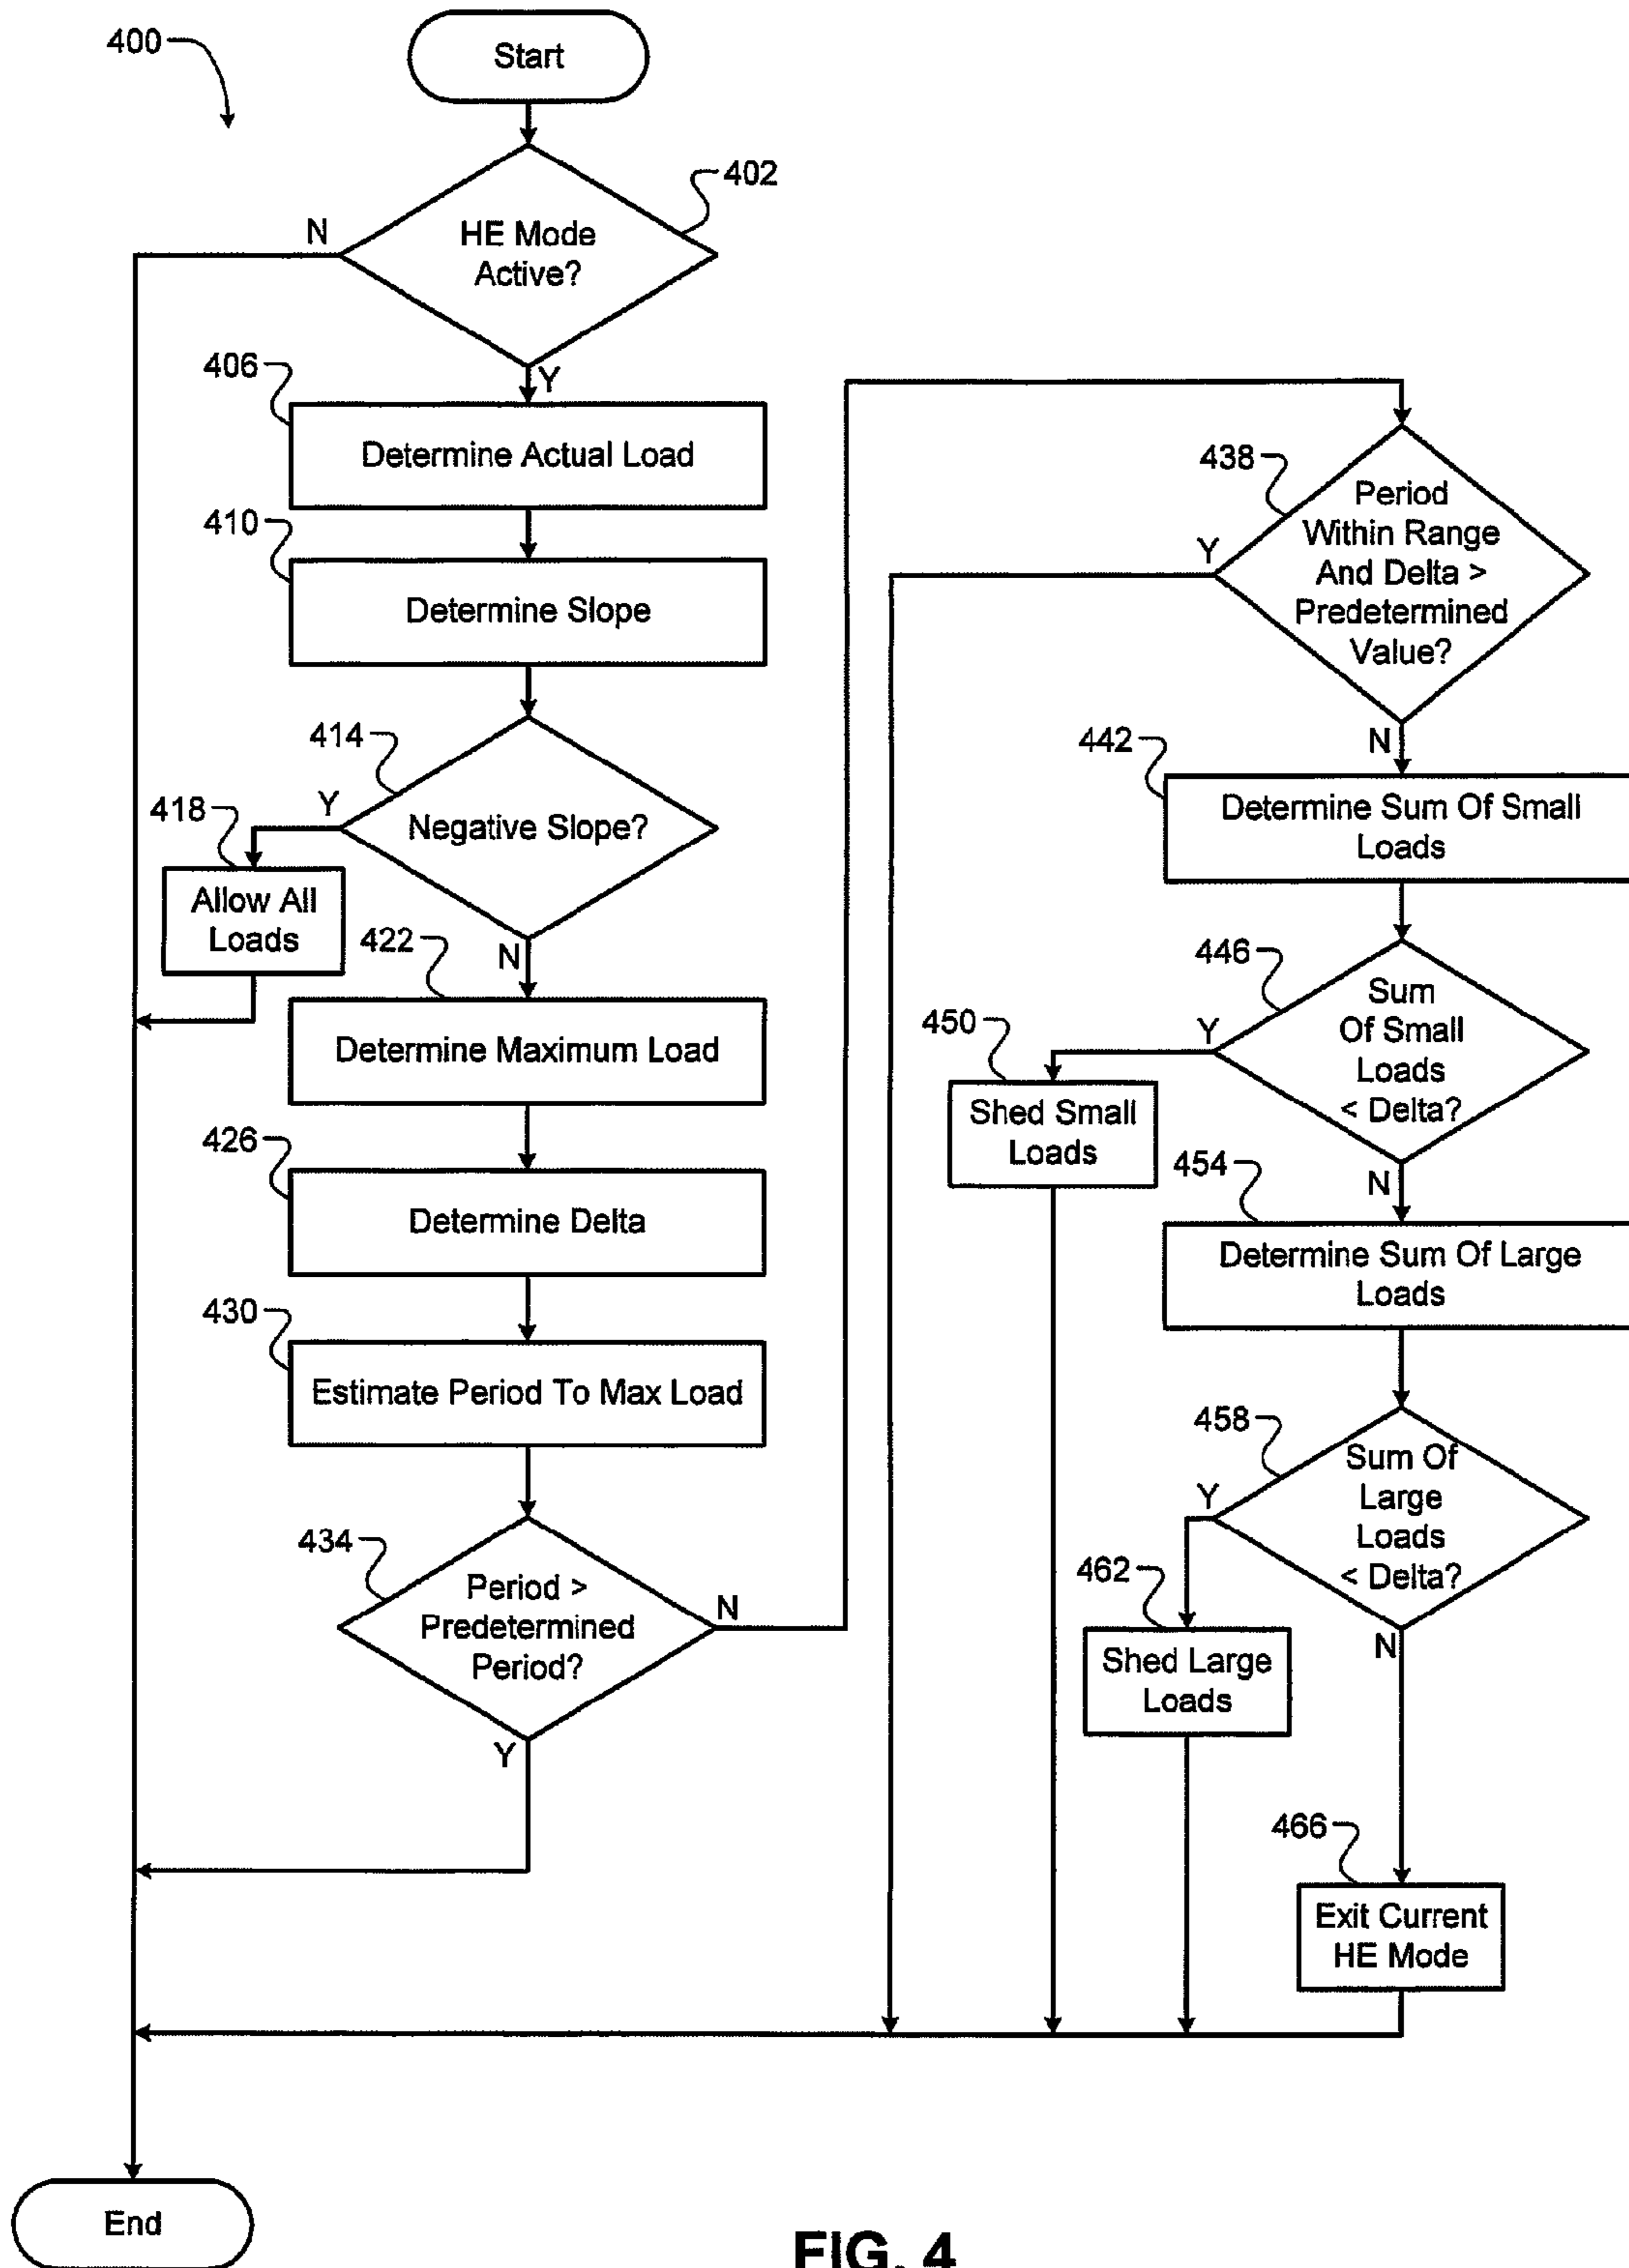 400
Start
402
HE Mode
Active?
N
Y
406
Determine Actual Load
410
Determine Slope
414
Negative Slope?
Y
N
418
Allow All
Loads
422
Determine Maximum Load
426
Determine Delta
430
Estimate Period To Max Load
434
Period >
Predetermined
Period?
N
Y
438
Period
Within Range
And Delta >
Predetermined
Value?
Y
N
442
Determine Sum Of Small
Loads
446
Sum
Of Small
Loads
< Delta?
Y
N
450
Shed Small
Loads
454
Determine Sum Of Large
Loads
458
Sum Of
Large
Loads
< Delta?
Y
N
462
Shed Large
Loads
466
Exit Current
HE Mode
End
FIG. 4